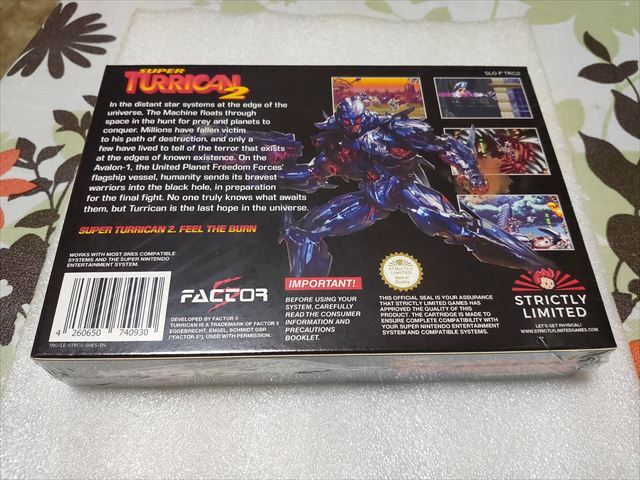 SUPER
TURRICAN 2
SLG-P TRC2
In the distant star systems at the edge of the
universe, The Machine floats through
space in the hunt for prey and planets to
conquer. Millions have fallen victim
to his path of destruction, and only a
few have lived to tell of the terror that exists
at the edges of known existence. On the
Avalon-1, the United Planet Freedom Forces'
flagship vessel, humanity sends its bravest
warriors into the black hole, in preparation
for the final fight. No one truly knows what awaits
them, but Turrican is the last hope in the universe.
SUPER TURRICAN 2. FEEL THE BURN
WORKS WITH MOST SNES COMPATIBLE
SYSTEMS AND THE SUPER NINTENDO
ENTERTAINMENT SYSTEM.
4 260650 740930
TRC-LE-STRC2-SNES-EN
FACTOR 5
DEVELOPED BY FACTOR 5
TURRICAN IS A TRADEMARK OF FACTOR 5
EGGEBRECHT, ENGEL, SCHMIDT GBR
("FACTOR 5"), USED WITH PERMISSION.
IMPORTANT!
BEFORE USING YOUR
SYSTEM, CAREFULLY
READ THE CONSUMER
INFORMATION AND
PRECAUTIONS
BOOKLET.
STRICTLY
LIMITED
Seal of
Quality
THIS OFFICIAL SEAL IS YOUR ASSURANCE
THAT STRICTLY LIMITED GAMES HAS
APPROVED THE QUALITY OF THIS
PRODUCT. THE CARTRIDGE IS MADE TO
ENSURE COMPLETE COMPATIBILITY WITH
YOUR SUPER NINTENDO ENTERTAINMENT
SYSTEM AND COMPATIBLE SYSTEMS.
STRICTLY
LIMITED
LET'S GET PHYSICAL!
WWW.STRICTLYLIMITEDGAMES.COM